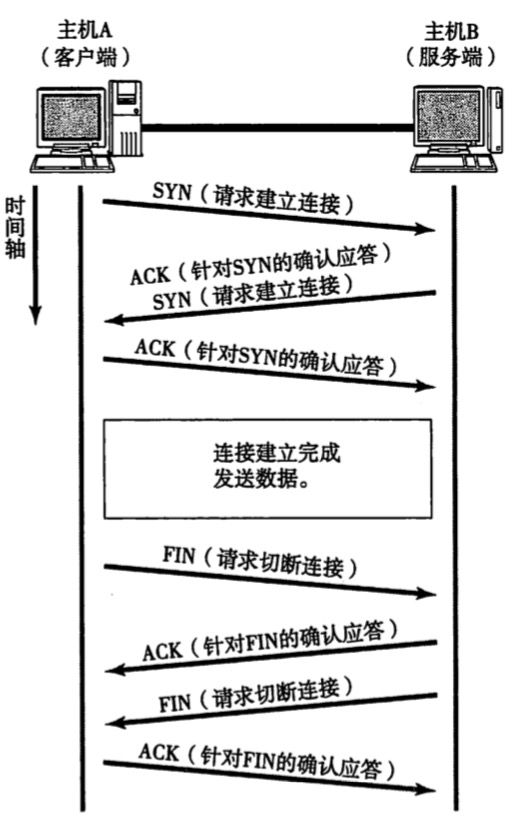 主机A
（客户端）
主机B
（服务端）
时间轴
SYN（请求建立连接）
ACK（针对SYN的确认应答）
SYN（请求建立连接）
ACK（针对SYN的确认应答）
连接建立完成
发送数据。
FIN（请求切断连接）
ACK（针对FIN的确认应答）
FIN（请求切断连接）
ACK（针对FIN的确认应答）